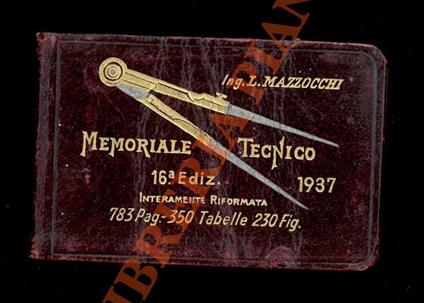 Ing. L. MAZZOCCHI
MEMORIALE TECNICO
16ª Ediz. 1937
INTERAMENTE RIFORMATA
783 Pag-350 Tabelle 230 Fig.